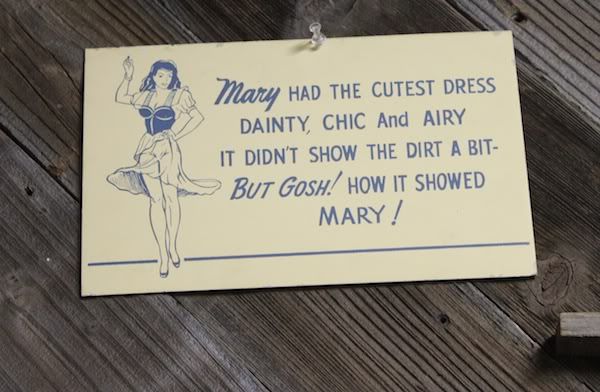 Mary HAD THE CUTEST DRESS
DAINTY, CHIC And AIRY
IT DIDN'T SHOW THE DIRT A BIT-
BUT GOSH! HOW IT SHOWED
MARY!